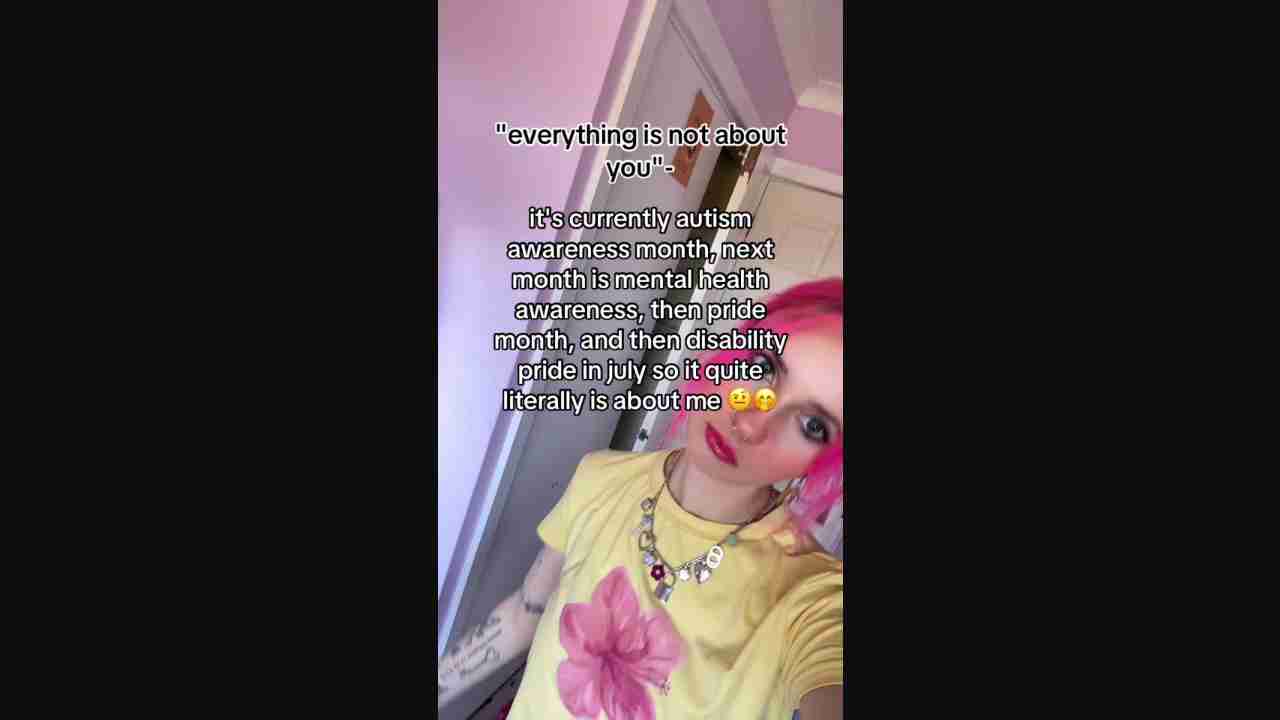 "everything is not about
you"-
it's currently autism
awareness month, next
month is mental health
awareness, then pride
month, and then disability
pride in july so it quite
literally is about me 🤨🤭